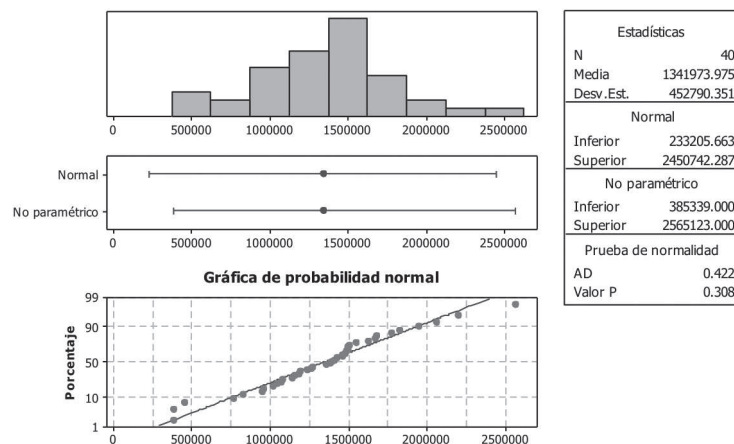 0 500000 1000000 1500000 2000000 2500000
Normal
No paramétrico
0 500000 1000000 1500000 2000000 2500000
Gráfica de probabilidad normal
Porcentaje
99
90
50
10
1
0 500000 1000000 1500000 2000000 2500000
Estadísticas
N 40
Media 1341973.975
Desv.Est. 452790.351
Normal
Inferior 233205.663
Superior 2450742.287
No paramétrico
Inferior 385339.000
Superior 2565123.000
Prueba de normalidad
AD 0.422
Valor P 0.308